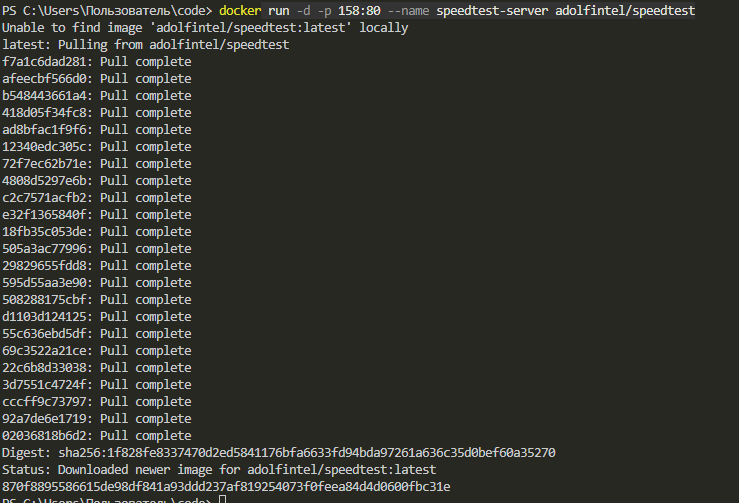 PS C:\Users\Пользователь\code> docker run -d -p 158:80 --name speedtest-server adolfintel/speedtest
Unable to find image 'adolfintel/speedtest:latest' locally
latest: Pulling from adolfintel/speedtest
f7a1c6dad281: Pull complete
afeecbf566d0: Pull complete
b548443661a4: Pull complete
418d05f34fc8: Pull complete
ad8bfac1f9f6: Pull complete
12340edc305c: Pull complete
72f7ec62b71e: Pull complete
4808d5297e6b: Pull complete
c2c7571acfb2: Pull complete
e32f1365840f: Pull complete
18fb35c053de: Pull complete
505a3ac77996: Pull complete
29829655fdd8: Pull complete
595d55aa3e90: Pull complete
508288175cbf: Pull complete
d1103d124125: Pull complete
55c636ebd5df: Pull complete
69c3522a21ce: Pull complete
22c6b8d33038: Pull complete
3d7551c4724f: Pull complete
cccff9c73797: Pull complete
92a7de6e1719: Pull complete
02036818b6d2: Pull complete
Digest: sha256:1f828fe8337470d2ed5841176bfa6633fd94bda97261a636c35d0bef60a35270
Status: Downloaded newer image for adolfintel/speedtest:latest
870f8895586615de98df841a93ddd237af819254073f0feea84d4d0600fbc31e
PS C:\Users\Пользователь\code>